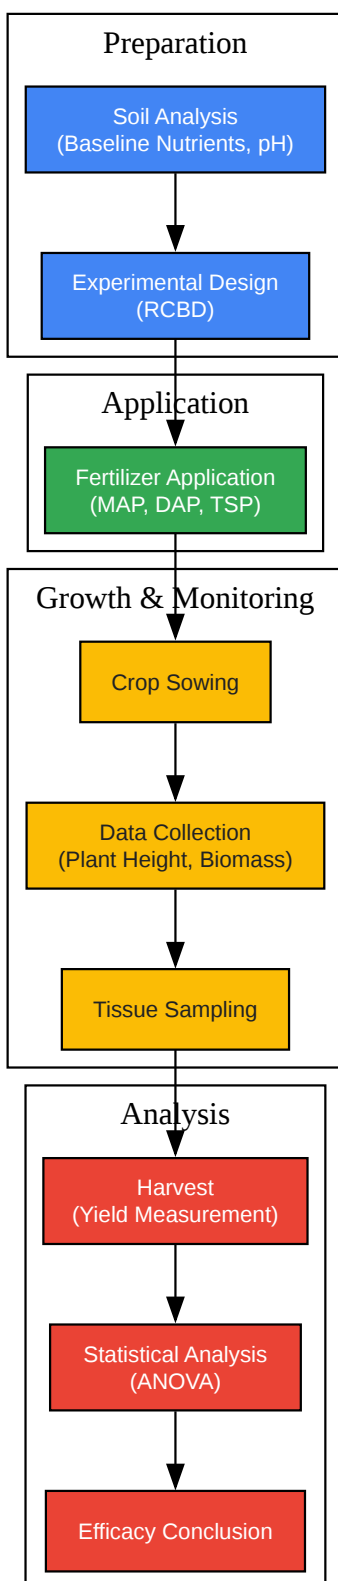 Preparation
Soil Analysis
(Baseline Nutrients, pH)
Experimental Design
(RCBD)
Application
Fertilizer Application
(MAP, DAP, TSP)
Growth & Monitoring
Crop Sowing
Data Collection
(Plant Height, Biomass)
Tissue Sampling
Analysis
Harvest
(Yield Measurement)
Statistical Analysis
(ANOVA)
Efficacy Conclusion